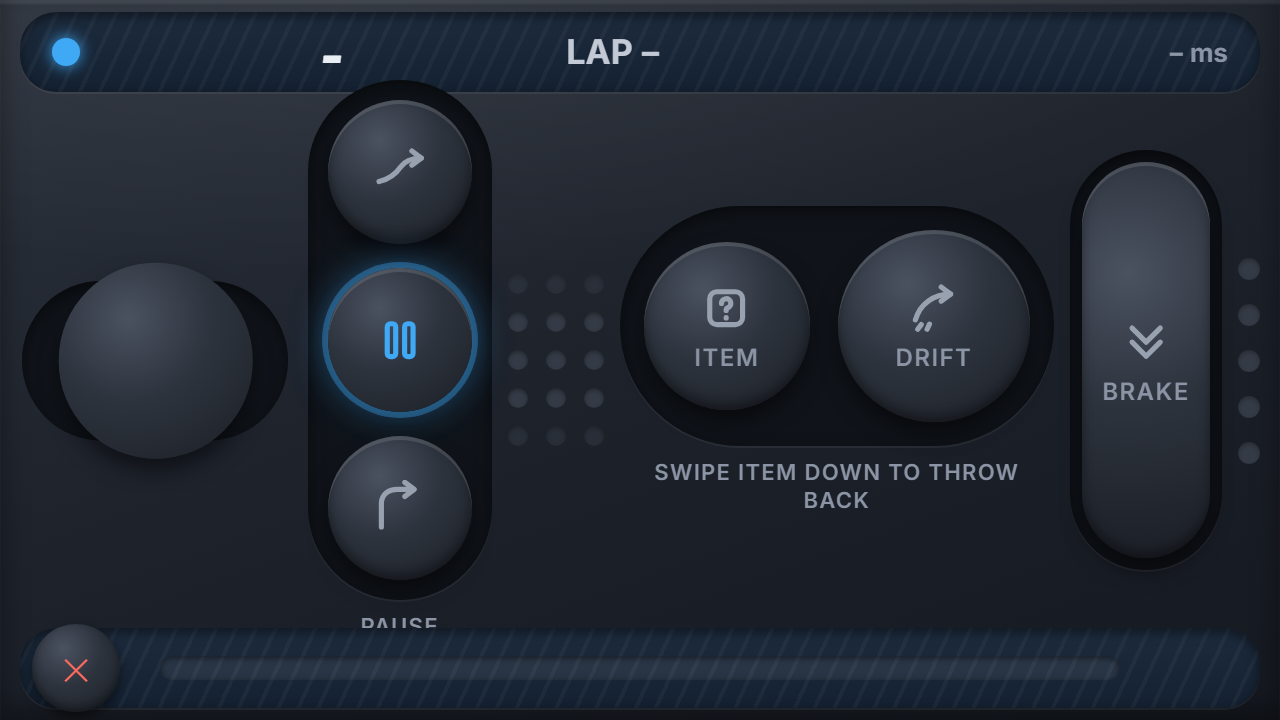 -
LAP –
– ms
ITEM
DRIFT
BRAKE
SWIPE ITEM DOWN TO THROW
BACK
PAUSE